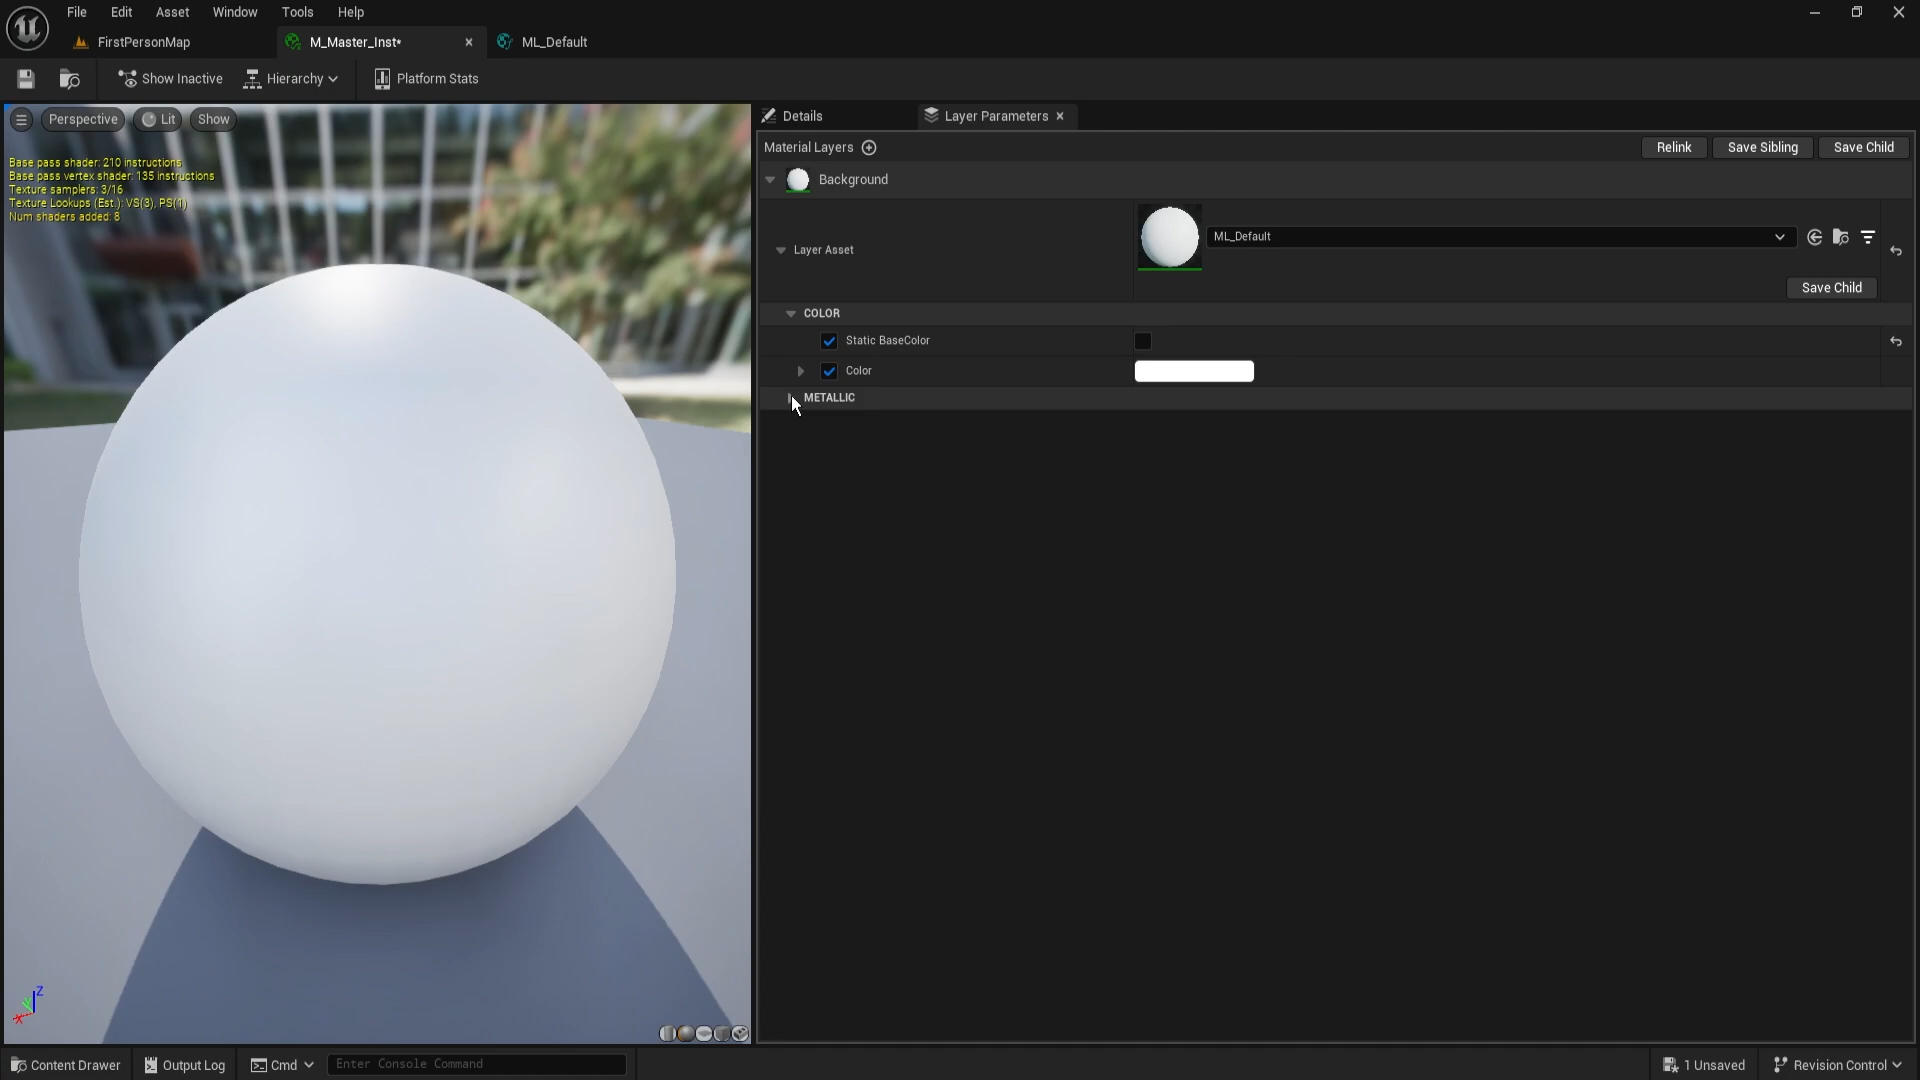 File Edit Asset Window Tools Help
FirstPersonMap M_Master_Inst* ML_Default
Show Inactive Hierarchy Platform Stats
Perspective Lit Show
Base pass shader: 210 instructions
Base pass vertex shader: 135 instructions
Texture samplers: 3/16
Texture Lookups (Est.): VS(3), PS(1)
Num shaders added: 8
Z
X
Details Layer Parameters
Material Layers Relink Save Sibling Save Child
Background
Layer Asset ML_Default
Save Child
COLOR
Static BaseColor
Color
METALLIC
Content Drawer Output Log Cmd Enter Console Command 1 Unsaved Revision Control